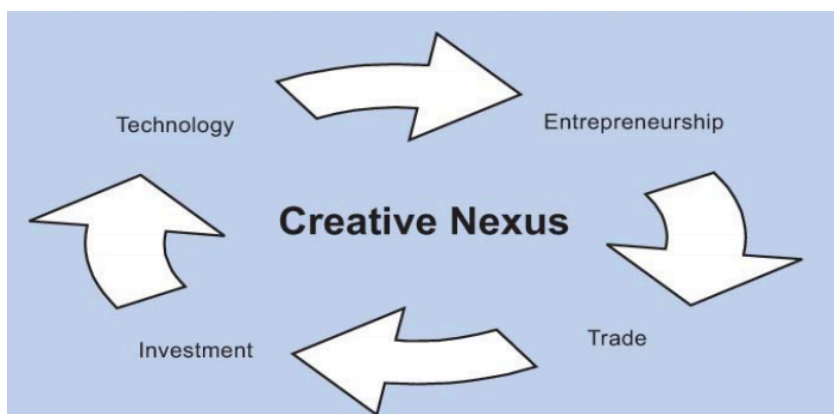 Technology
Entrepreneurship
Creative Nexus
Investment
Trade